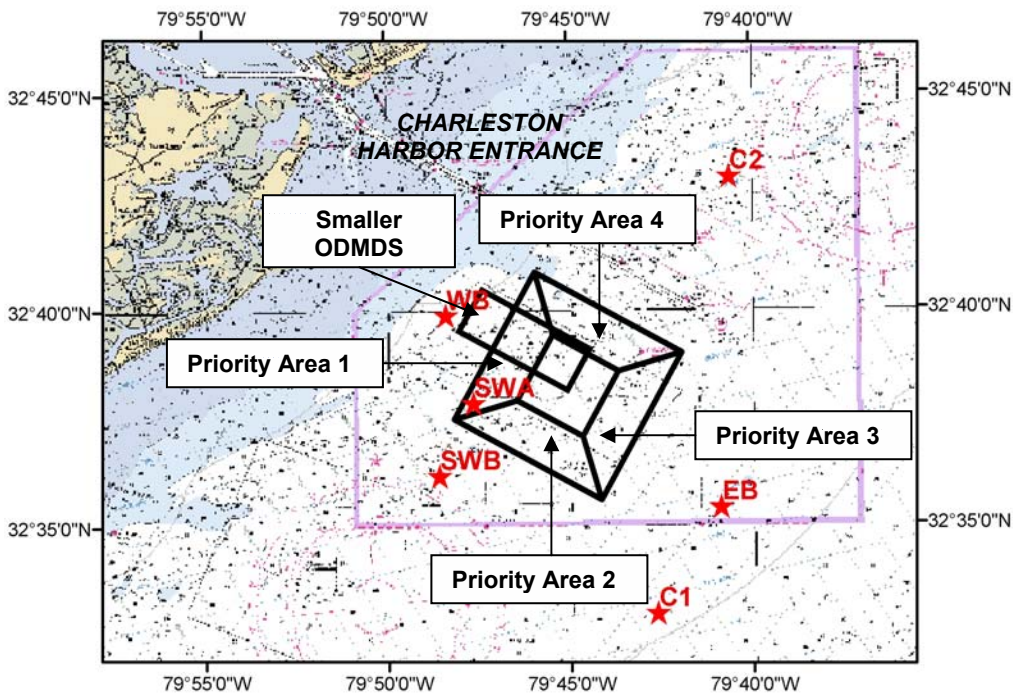 79°55'0"W 79°50'0"W 79°45'0"W 79°40'0"W
32°45'0"N 32°45'0"N
CHARLESTON
HARBOR ENTRANCE
C2
Smaller
ODMDS
Priority Area 4
32°40'0"N 32°40'0"N
WB
Priority Area 1
SWA
Priority Area 3
SWB
EB
32°35'0"N 32°35'0"N
Priority Area 2
C1
79°55'0"W 79°50'0"W 79°45'0"W 79°40'0"W